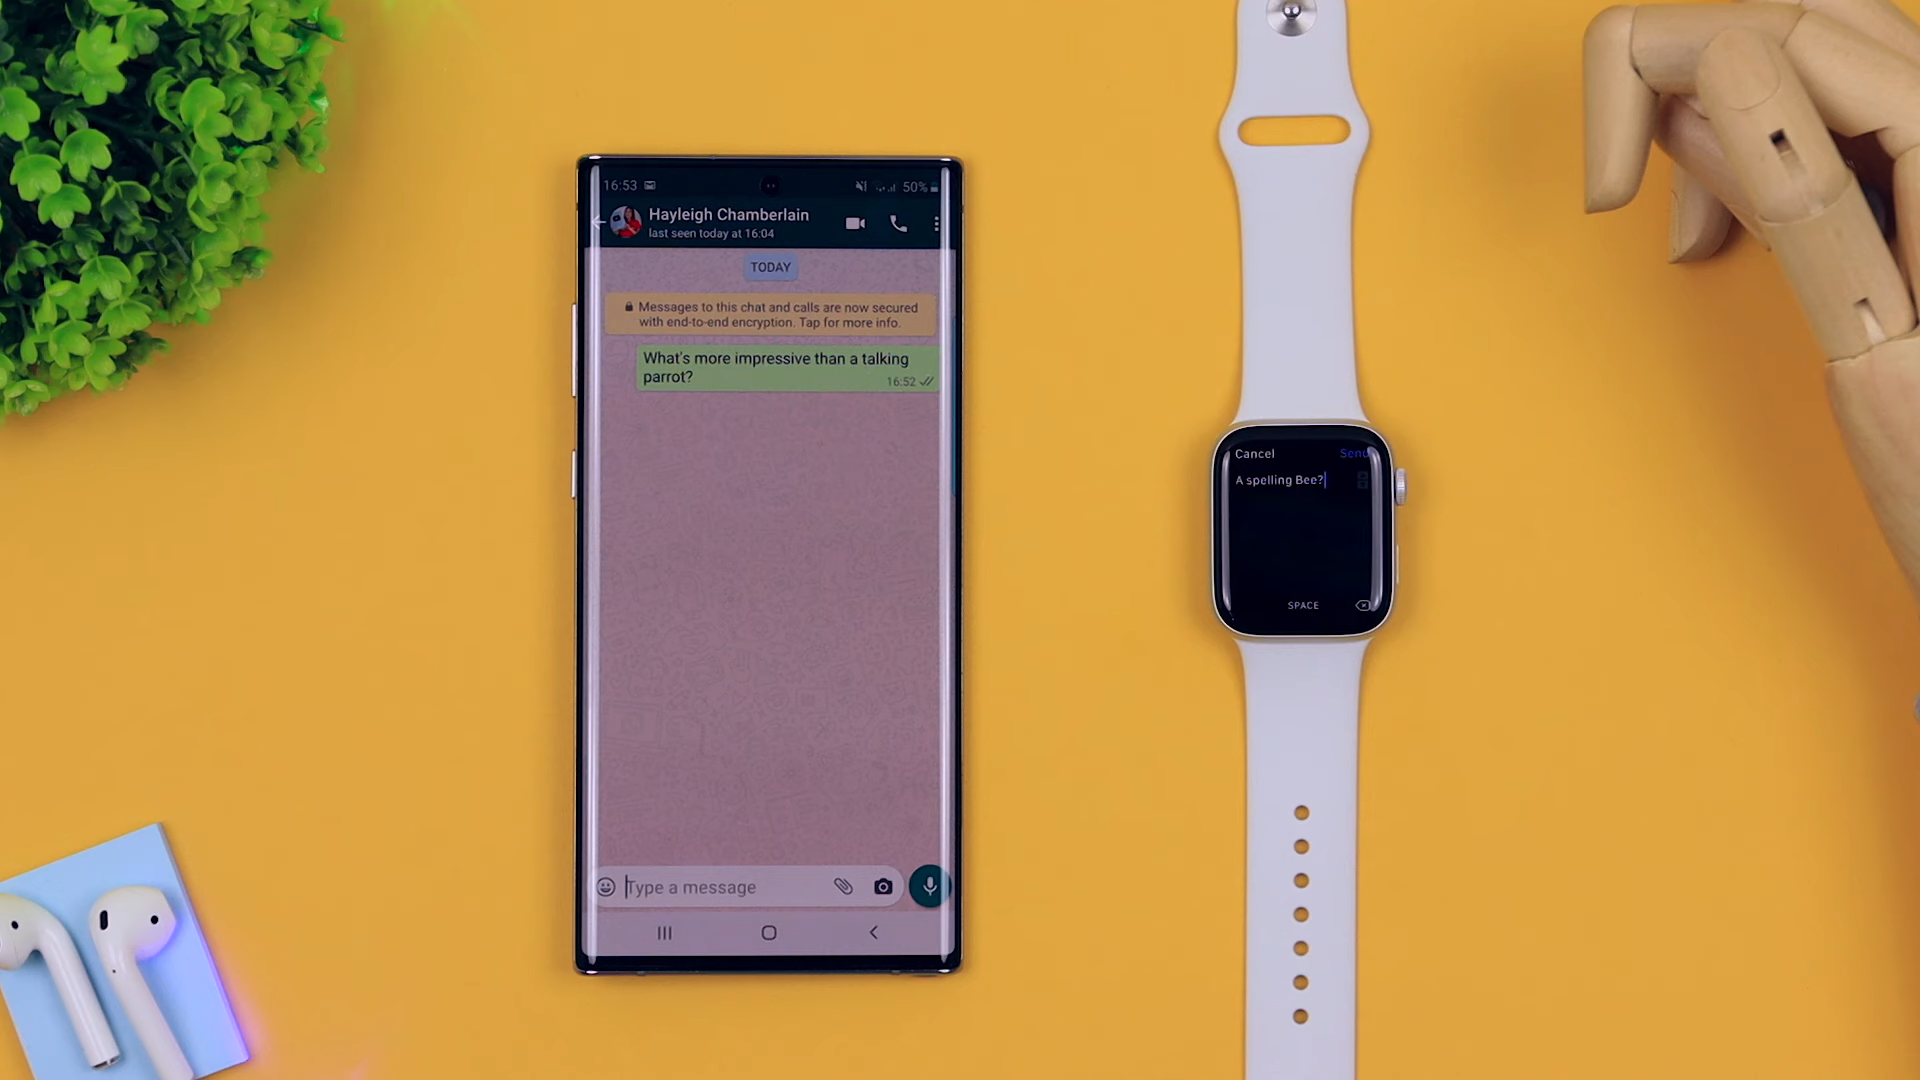 16:53
50%
Hayleigh Chamberlain
last seen today at 16:04
TODAY
Messages to this chat and calls are now secured
with end-to-end encryption. Tap for more info.
What's more impressive than a talking
parrot?
16:52
Type a message
Cancel
Send
A spelling Bee?
SPACE